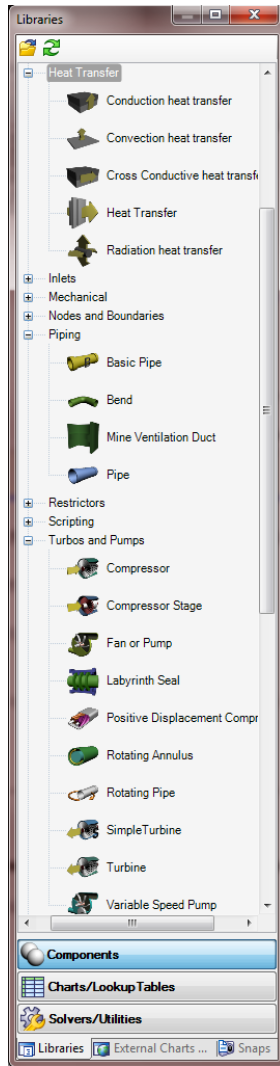 Libraries
Heat Transfer
Conduction heat transfer
Convection heat transfer
Cross Conductive heat transfe
Heat Transfer
Radiation heat transfer
Inlets
Mechanical
Nodes and Boundaries
Piping
Basic Pipe
Bend
Mine Ventilation Duct
Pipe
Restrictors
Scripting
Turbos and Pumps
Compressor
Compressor Stage
Fan or Pump
Labyrinth Seal
Positive Displacement Compr
Rotating Annulus
Rotating Pipe
SimpleTurbine
Turbine
Variable Speed Pump
Components
Charts/LookupTables
Solvers/Utilities
Libraries External Charts ... Snaps